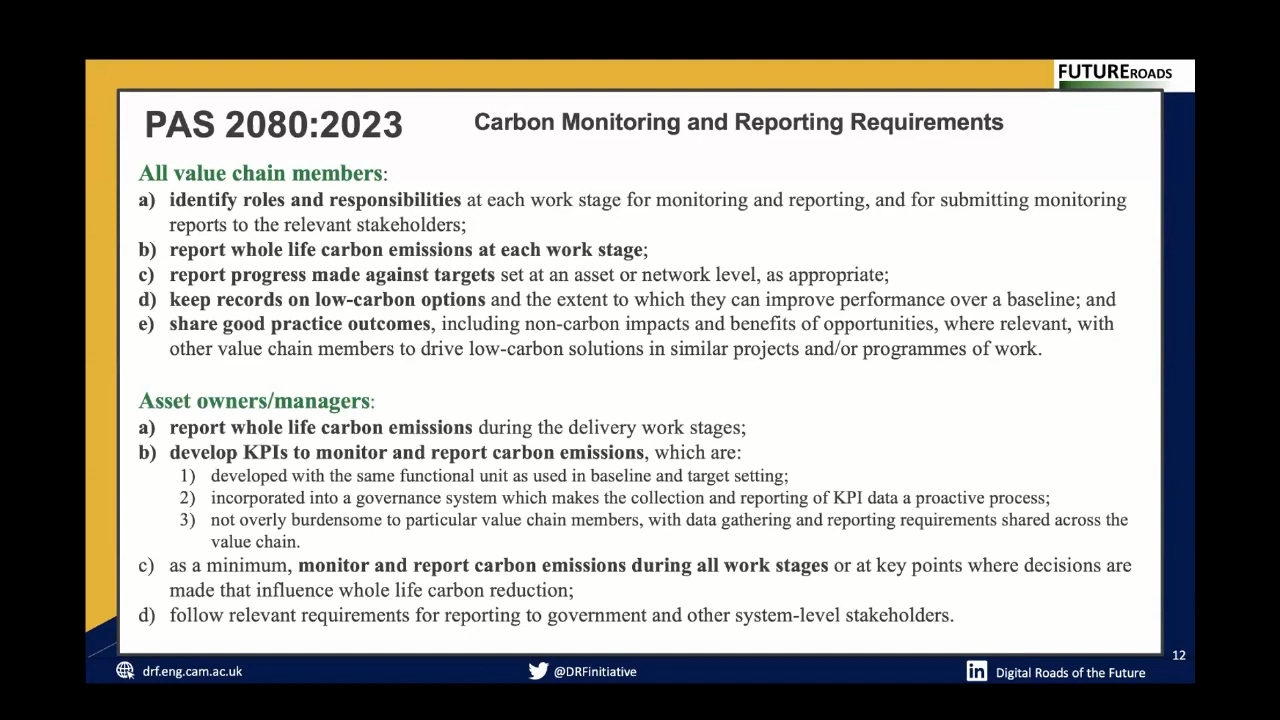 FUTUREROADS
PAS 2080:2023
Carbon Monitoring and Reporting Requirements
All value chain members:
a) identify roles and responsibilities at each work stage for monitoring and reporting, and for submitting monitoring
reports to the relevant stakeholders;
b) report whole life carbon emissions at each work stage;
c) report progress made against targets set at an asset or network level, as appropriate;
d) keep records on low-carbon options and the extent to which they can improve performance over a baseline; and
e) share good practice outcomes, including non-carbon impacts and benefits of opportunities, where relevant, with
other value chain members to drive low-carbon solutions in similar projects and/or programmes of work.
Asset owners/managers:
a) report whole life carbon emissions during the delivery work stages;
b) develop KPIs to monitor and report carbon emissions, which are:
1) developed with the same functional unit as used in baseline and target setting;
2) incorporated into a governance system which makes the collection and reporting of KPI data a proactive process;
3) not overly burdensome to particular value chain members, with data gathering and reporting requirements shared across the
value chain.
c) as a minimum, monitor and report carbon emissions during all work stages or at key points where decisions are
made that influence whole life carbon reduction;
d) follow relevant requirements for reporting to government and other system-level stakeholders.
12
drf.eng.cam.ac.uk
@DRFinitiative
in Digital Roads of the Future